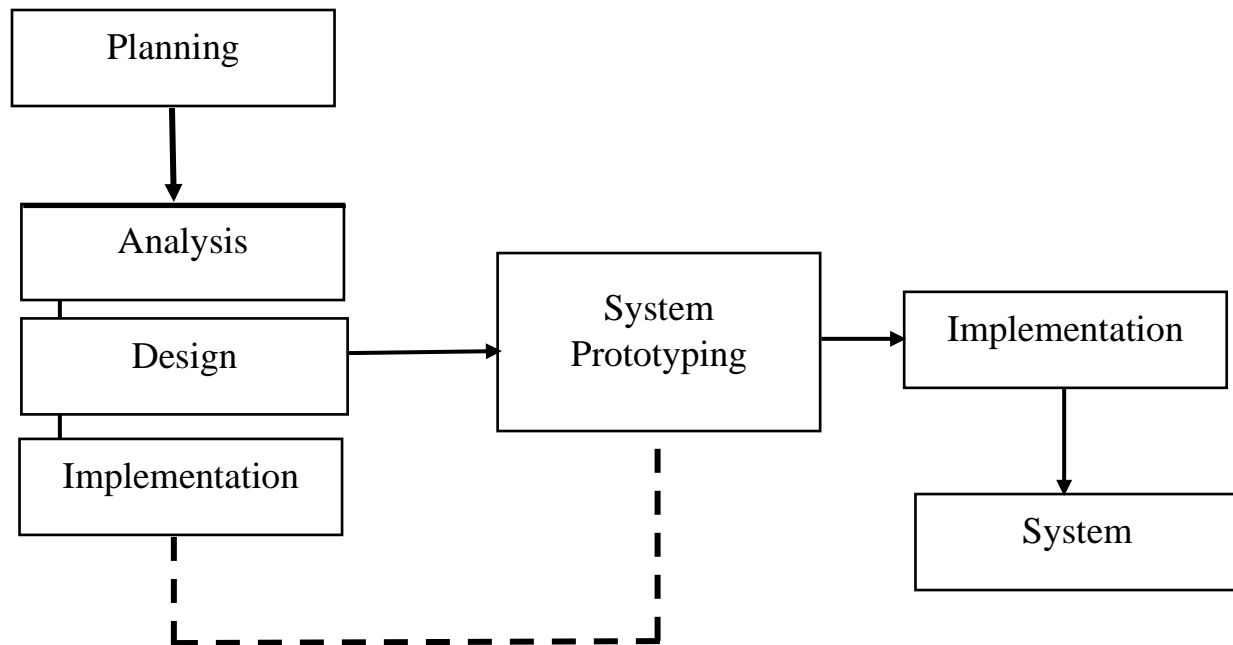 Planning
Analysis
Design
Implementation
System
Prototyping
Implementation
System